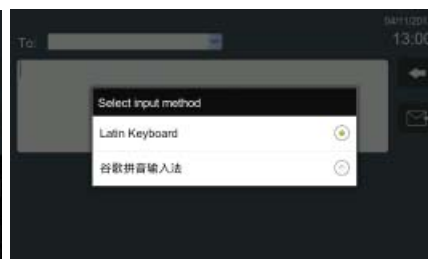 To:
13:00
Select input method
Latin Keyboard
谷歌拼音输入法